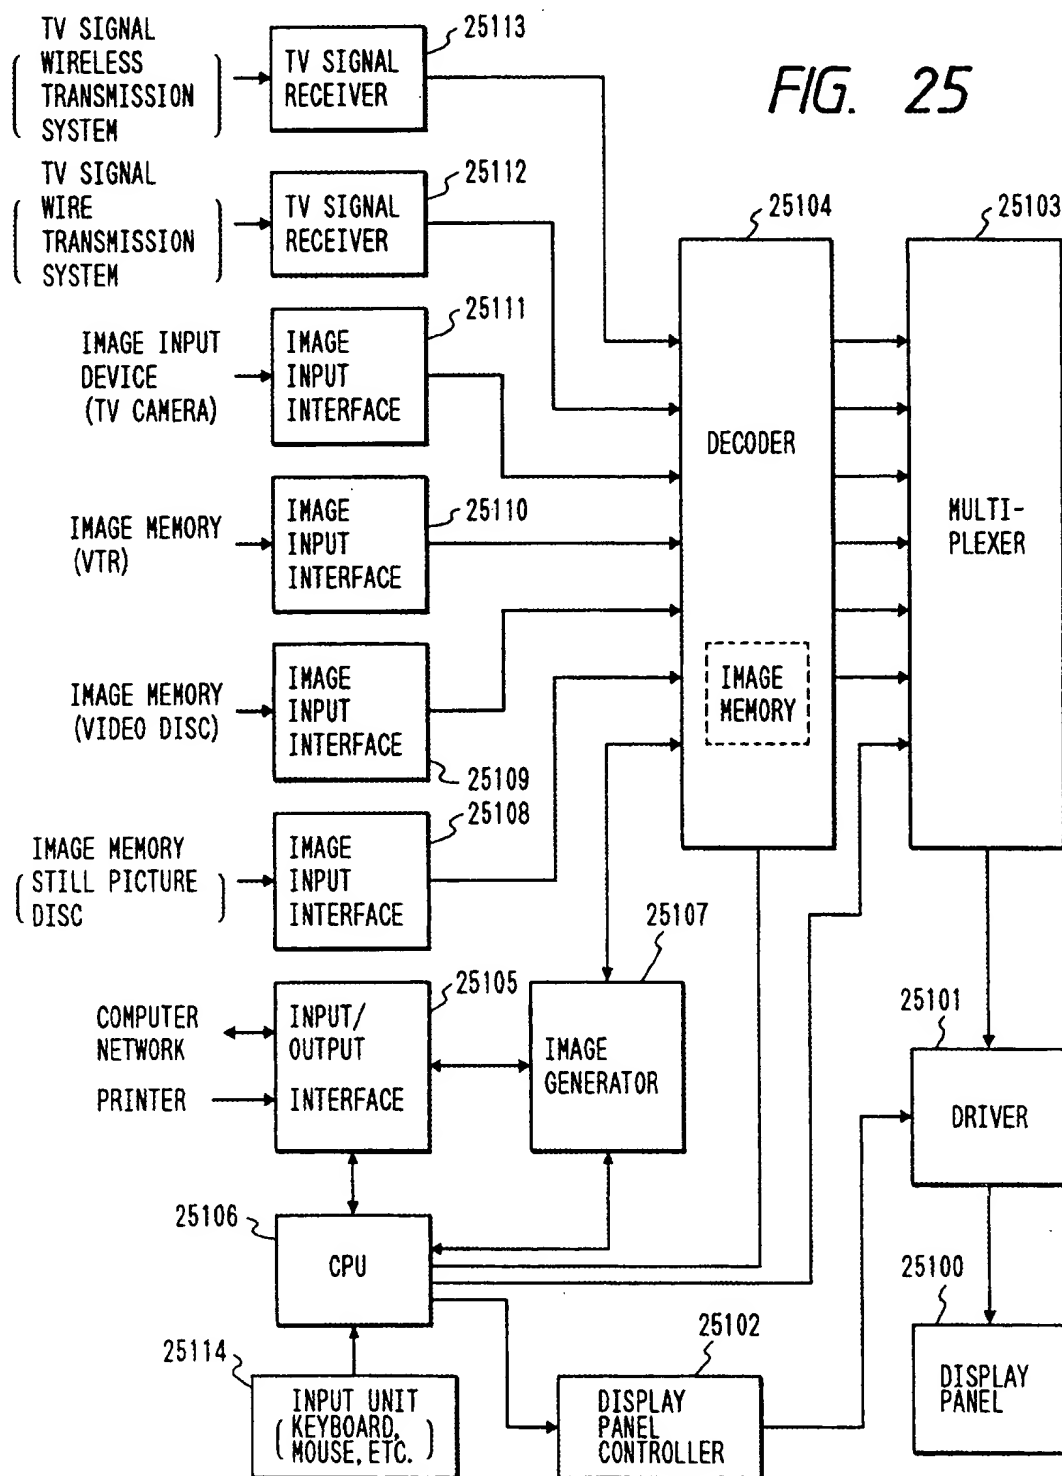 FIG. 25
TV SIGNAL
WIRELESS
TRANSMISSION
SYSTEM
TV SIGNAL
RECEIVER
25113
TV SIGNAL
WIRE
TRANSMISSION
SYSTEM
TV SIGNAL
RECEIVER
25112
IMAGE INPUT
DEVICE
(TV CAMERA)
IMAGE
INPUT
INTERFACE
25111
IMAGE MEMORY
(VTR)
IMAGE
INPUT
INTERFACE
25110
IMAGE MEMORY
(VIDEO DISC)
IMAGE
INPUT
INTERFACE
25109
IMAGE MEMORY
(STILL PICTURE
DISC)
IMAGE
INPUT
INTERFACE
25108
25104
DECODER
IMAGE
MEMORY
25103
MULTI-
PLEXER
COMPUTER
NETWORK
PRINTER
25105
INPUT/
OUTPUT
INTERFACE
25107
IMAGE
GENERATOR
25101
DRIVER
25106
CPU
25100
DISPLAY
PANEL
25114
INPUT UNIT
(KEYBOARD,
MOUSE, ETC.)
25102
DISPLAY
PANEL
CONTROLLER